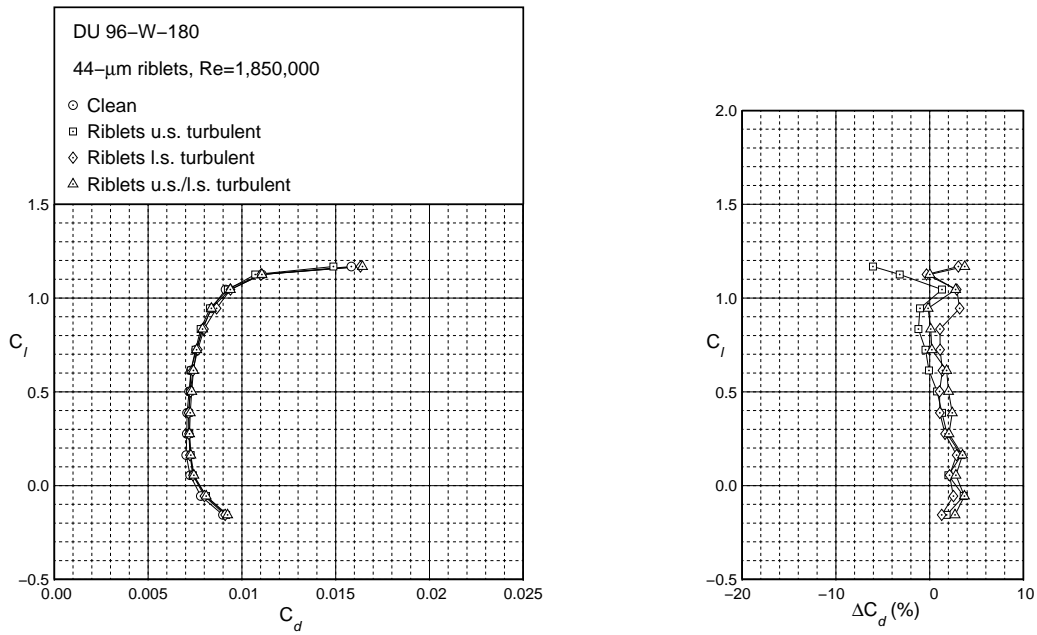 DU 96−W−180
44−μm riblets, Re=1,850,000
Clean
Riblets u.s. turbulent
Riblets l.s. turbulent
Riblets u.s./l.s. turbulent
1.5
1.0
0.5
0.0
−0.5
C_l
0.00
0.005
0.01
0.015
0.02
0.025
C_d
2.0
1.5
1.0
0.5
0.0
−0.5
C_l
−20
−10
0
10
ΔC_d (%)